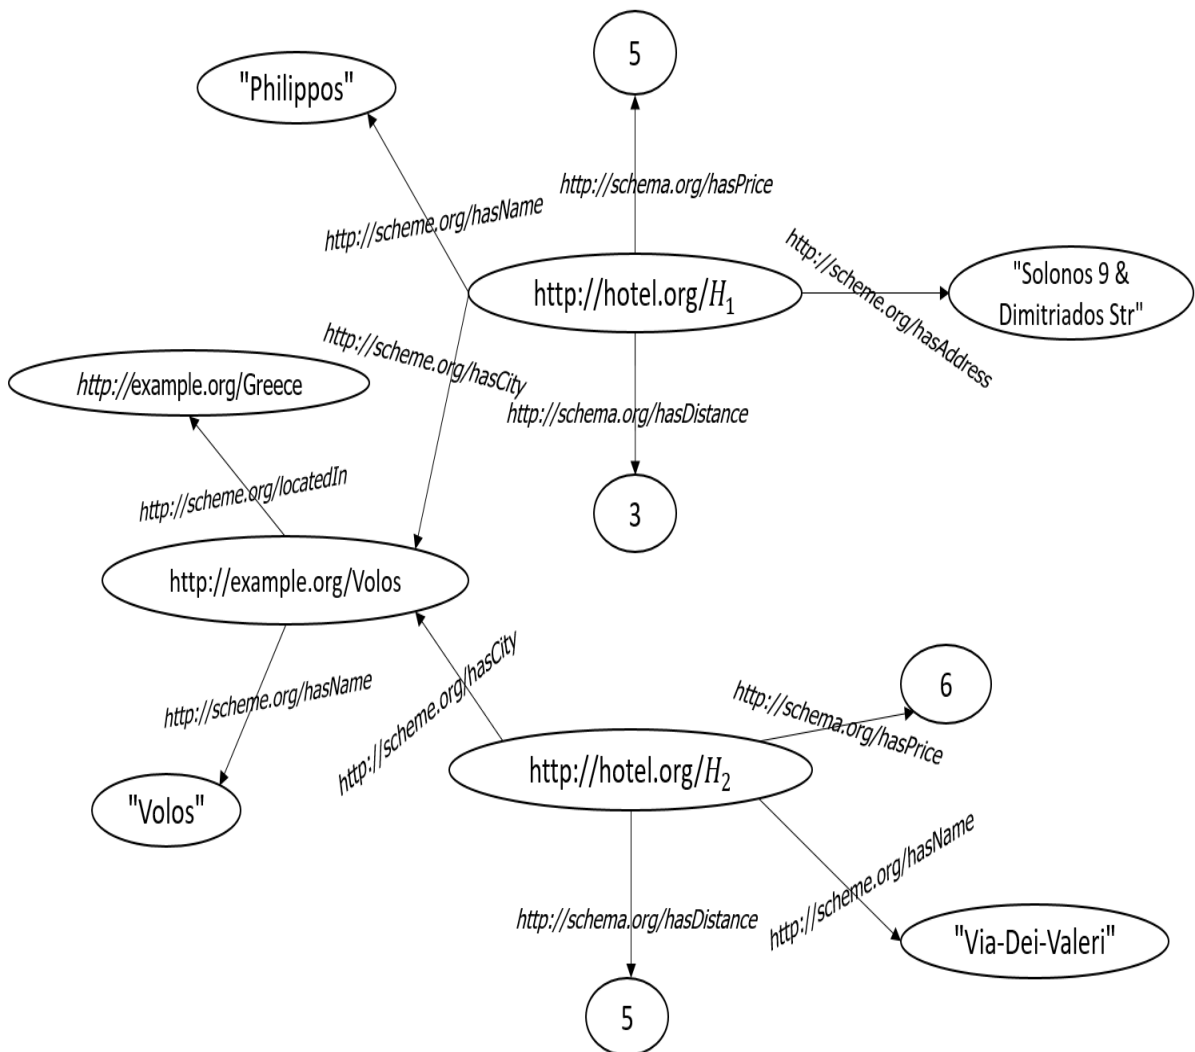 5
"Philippos"
http://schema.org/hasPrice
http://scheme.org/hasName
http://scheme.org/hasAddress
"Solonos 9 &
Dimitriados Str"
http://hotel.org/H₁
http://scheme.org/hasCity
http://example.org/Greece
http://schema.org/hasDistance
http://scheme.org/locatedIn
3
http://example.org/Volos
http://scheme.org/hasCity
http://scheme.org/hasName
6
http://schema.org/hasPrice
http://hotel.org/H₂
"Volos"
http://scheme.org/hasName
http://schema.org/hasDistance
"Via-Dei-Valeri"
5